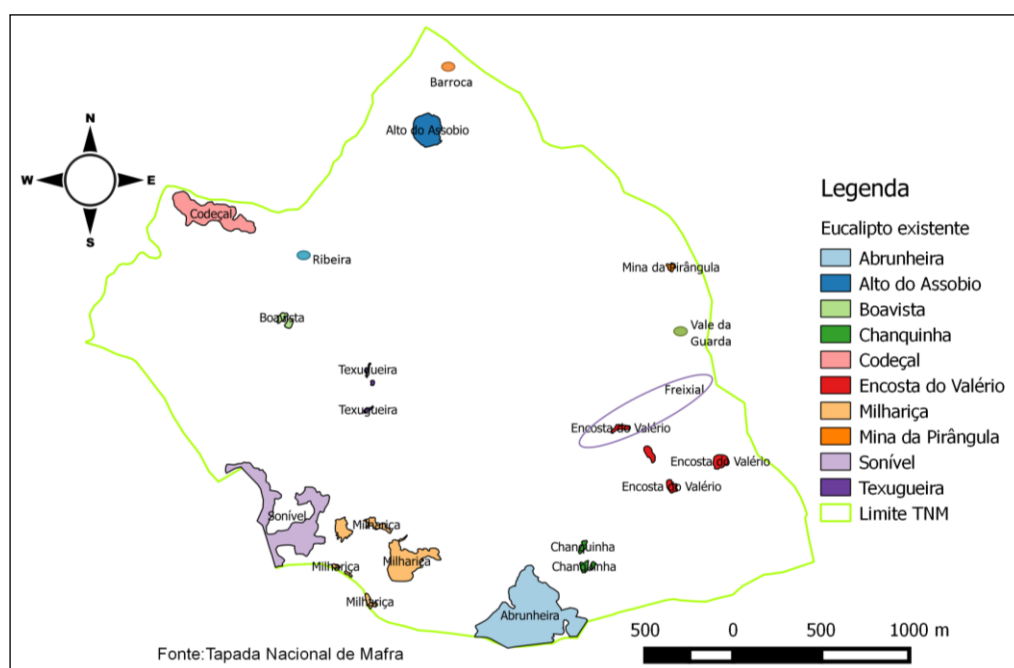 Barroca
Alto do Assobio
N
W
E
S
Codeçal
Ribeira
Mina da Pirângula
Boavista
Vale da
Guarda
Texugueira
Freixial
Texugueira
Encosta do Valério
Encosta do Valério
Encosta do Valério
Sonível
Milhariça
Milhariça
Milhariça
Milhariça
Chanquinha
Chanquinha
Abrunheira
Legenda
Eucalipto existente
Abrunheira
Alto do Assobio
Boavista
Chanquinha
Codeçal
Encosta do Valério
Milhariça
Mina da Pirângula
Sonível
Texugueira
Limite TNM
500 0 500 1000 m
Fonte:Tapada Nacional de Mafra